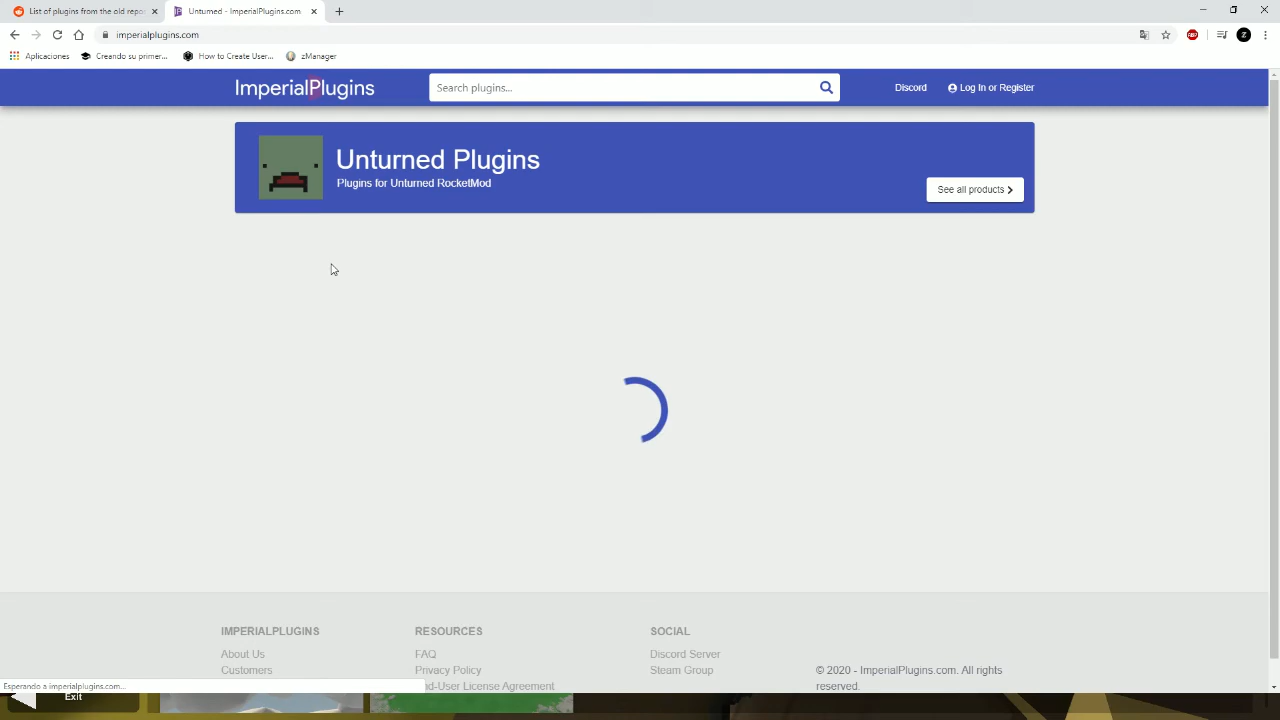 List of plugins from the old repo
Unturned - ImperialPlugins.com
imperialplugins.com
Z
Aplicaciones
Creando su primer...
How to Create User...
zManager
ImperialPlugins
Search plugins...
Discord
Log In or Register
Unturned Plugins
Plugins for Unturned RocketMod
See all products
IMPERIALPLUGINS
RESOURCES
SOCIAL
About Us
FAQ
Discord Server
Customers
Privacy Policy
Steam Group
© 2020 - ImperialPlugins.com. All rights
reserved.
Esperando a imperialplugins.com...
nd-User License Agreement
Exit